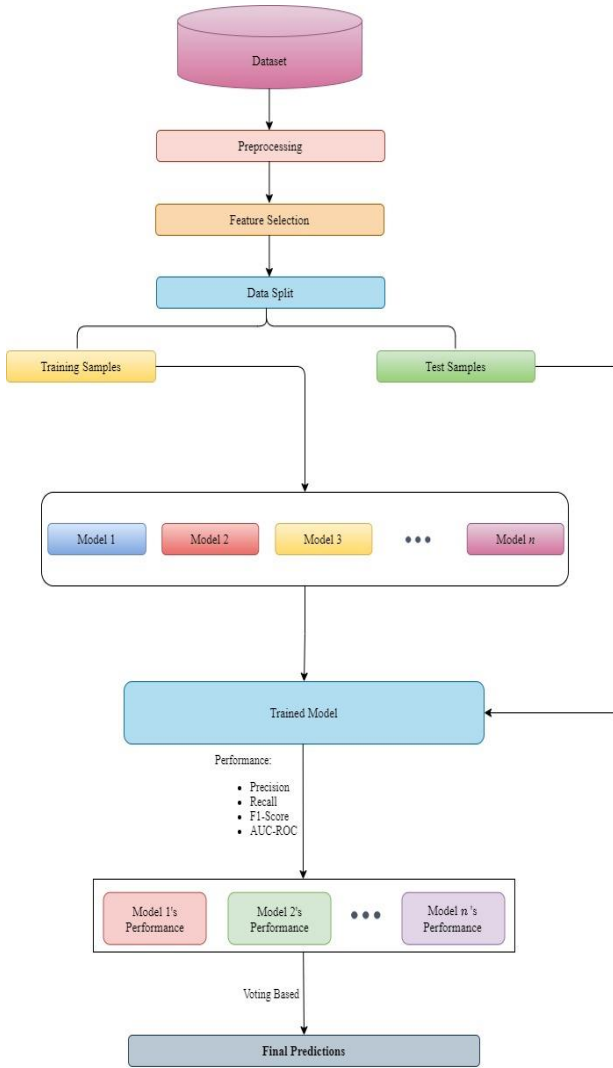 Dataset
Preprocessing
Feature Selection
Data Split
Training Samples
Test Samples
Model 1
Model 2
Model 3
•••
Model n
Trained Model
Performance:
• Precision
• Recall
• F1-Score
• AUC-ROC
Model 1's
Performance
Model 2's
Performance
•••
Model n's
Performance
Voting Based
Final Predictions